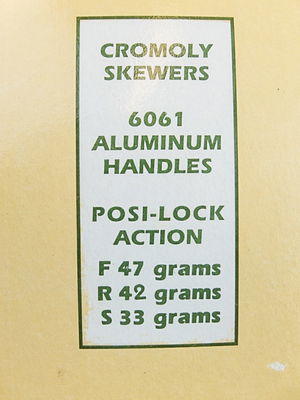 CROMOLY
SKEWERS
6061
ALUMINUM
HANDLES
POSI-LOCK
ACTION
F 47 grams
R 42 grams
S 33 grams